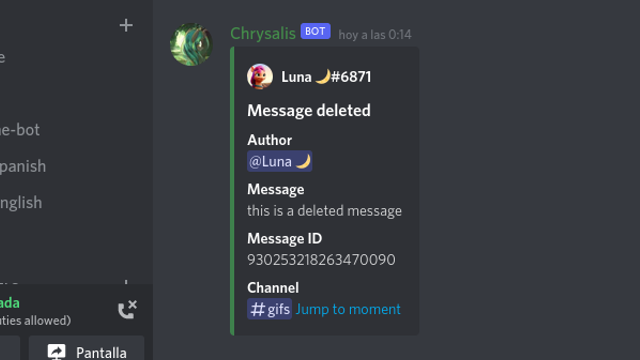 Chrysalis BOT hoy a las 0:14
Luna 🌙#6871
Message deleted
Author
@Luna 🌙
Message
this is a deleted message
Message ID
930253218263470090
Channel
#gifs Jump to moment
e-bot
panish
nglish
ada
ties allowed)
Pantalla